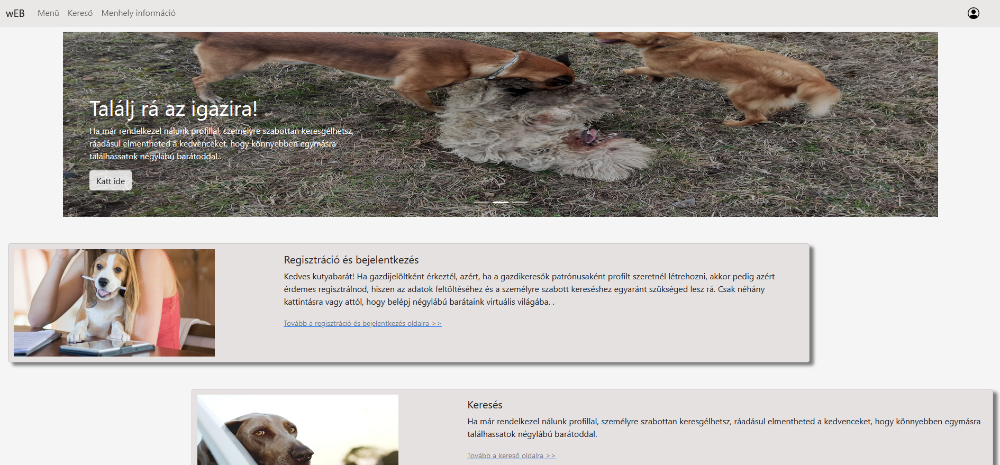 wEB Menü Kereső Menhely információ
Találj rá az igazira!
Ha már rendelkezel nálunk profillal, személyre szabottan keresgélhetsz,
ráadásul elmentheted a kedvenceket, hogy könnyebben egymásra
találhassatok négylábú barátoddal..
Katt ide
Regisztráció és bejelentkezés
Kedves kutyabarát! Ha gazdijelöltként érkeztél, azért, ha a gazdikeresők patrónusaként profilt szeretnél létrehozni, akkor pedig azért
érdemes regisztrálnod, hiszen az adatok feltöltéséhez és a személyre szabott kereséshez egyaránt szükséged lesz rá. Csak néhány
kattintásra vagy attól, hogy belépj négylábú barátaink virtuális világába. .
Tovább a regisztráció és bejelentkezés oldalra >>
Keresés
Ha már rendelkezel nálunk profillal, személyre szabottan keresgélhetsz, ráadásul elmentheted a kedvenceket, hogy könnyebben egymásra
találhassatok négylábú barátoddal.
Tovább a kereső oldalra >>